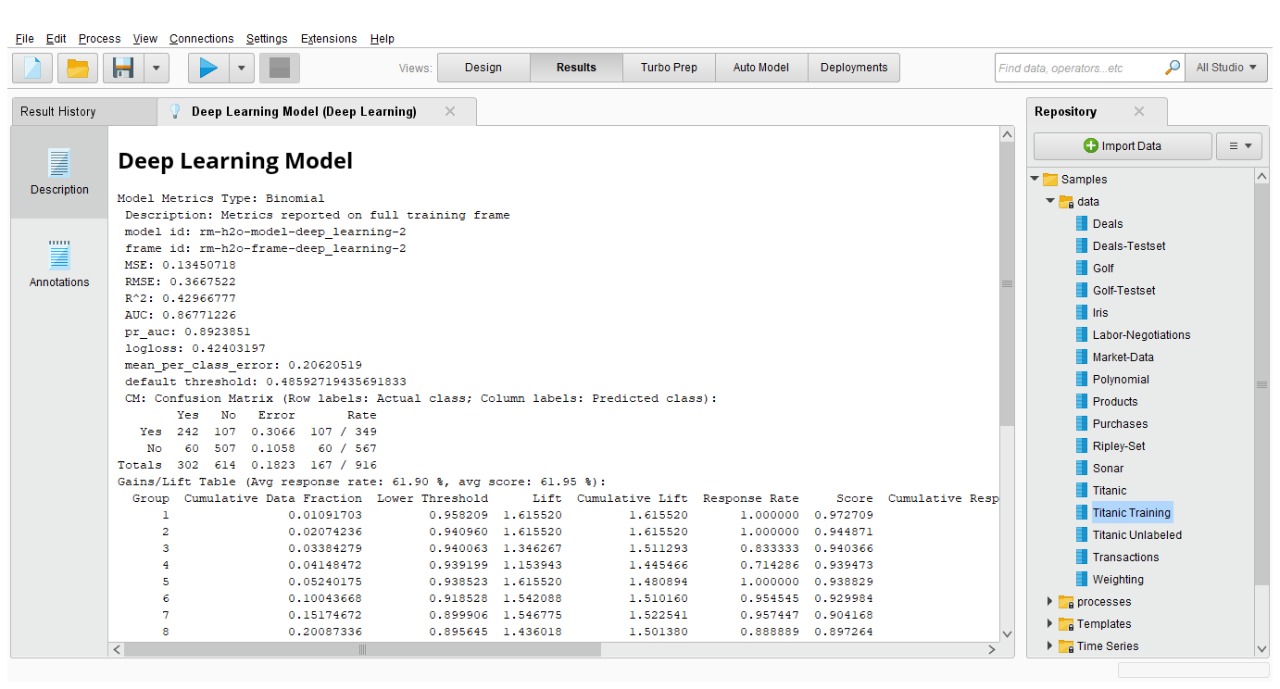 File Edit Process View Connections Settings Extensions Help
Views: Design Results Turbo Prep Auto Model Deployments Find data, operators...etc All Studio
Result History Deep Learning Model (Deep Learning)
Description
Annotations
Deep Learning Model
Model Metrics Type: Binomial
Description: Metrics reported on full training frame
model id: rm-h2o-model-deep_learning-2
frame id: rm-h2o-frame-deep_learning-2
MSE: 0.13450718
RMSE: 0.3667522
R^2: 0.42966777
AUC: 0.86771226
pr_auc: 0.8923851
logloss: 0.42403197
mean_per_class_error: 0.20620519
default threshold: 0.48592719435691833
CM: Confusion Matrix (Row labels: Actual class; Column labels: Predicted class):
Yes No Error Rate
Yes 242 107 0.3066 107 / 349
No 60 507 0.1058 60 / 567
Totals 302 614 0.1823 167 / 916
Gains/Lift Table (Avg response rate: 61.90 %, avg score: 61.95 %):
Group Cumulative Data Fraction Lower Threshold Lift Cumulative Lift Response Rate Score Cumulative Resp
1 0.01091703 0.958209 1.615520 1.615520 1.000000 0.972709
2 0.02074236 0.940960 1.615520 1.615520 1.000000 0.944871
3 0.03384279 0.940063 1.346267 1.511293 0.833333 0.940366
4 0.04148472 0.939199 1.153943 1.445466 0.714286 0.939473
5 0.05240175 0.938523 1.615520 1.480894 1.000000 0.938829
6 0.10043668 0.918528 1.542088 1.510160 0.954545 0.929984
7 0.15174672 0.899906 1.546775 1.522541 0.957447 0.904168
8 0.20087336 0.895645 1.436018 1.501380 0.888889 0.897264
Repository
Import Data
Samples
data
Deals
Deals-Testset
Golf
Golf-Testset
Iris
Labor-Negotiations
Market-Data
Polynomial
Products
Purchases
Ripley-Set
Sonar
Titanic
Titanic Training
Titanic Unlabeled
Transactions
Weighting
processes
Templates
Time Series